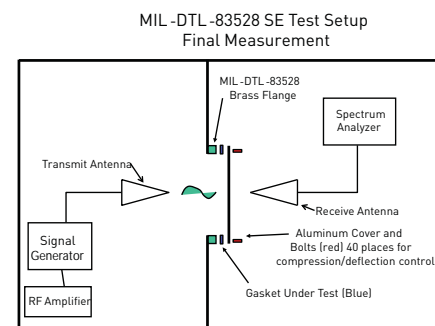 MIL-DTL-83528 SE Test Setup
Final Measurement
MIL-DTL-83528
Brass Flange
Spectrum
Analyzer
Transmit Antenna
Receive Antenna
Aluminum Cover and
Bolts (red) 40 places for
compression/deflection control
Signal
Generator
Gasket Under Test (Blue)
RF Amplifier